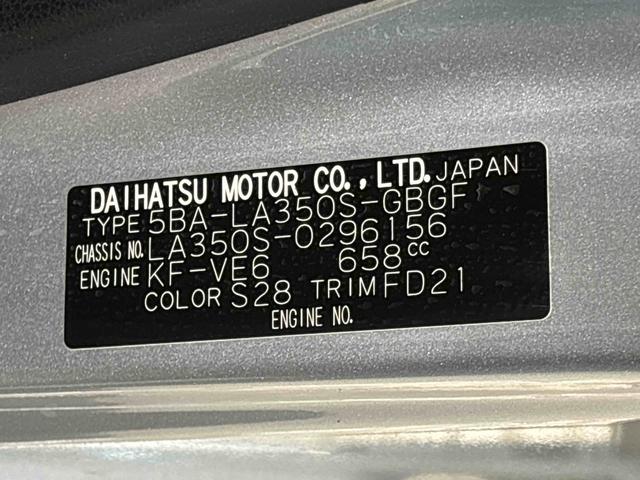 DAIHATSU MOTOR CO., LTD. JAPAN
TYPE 5BA-LA350S-GBGF
CHASSIS NO. LA350S-0296156
ENGINE KF-VE6 658cc
COLOR S28 TRIM FD21
ENGINE NO.